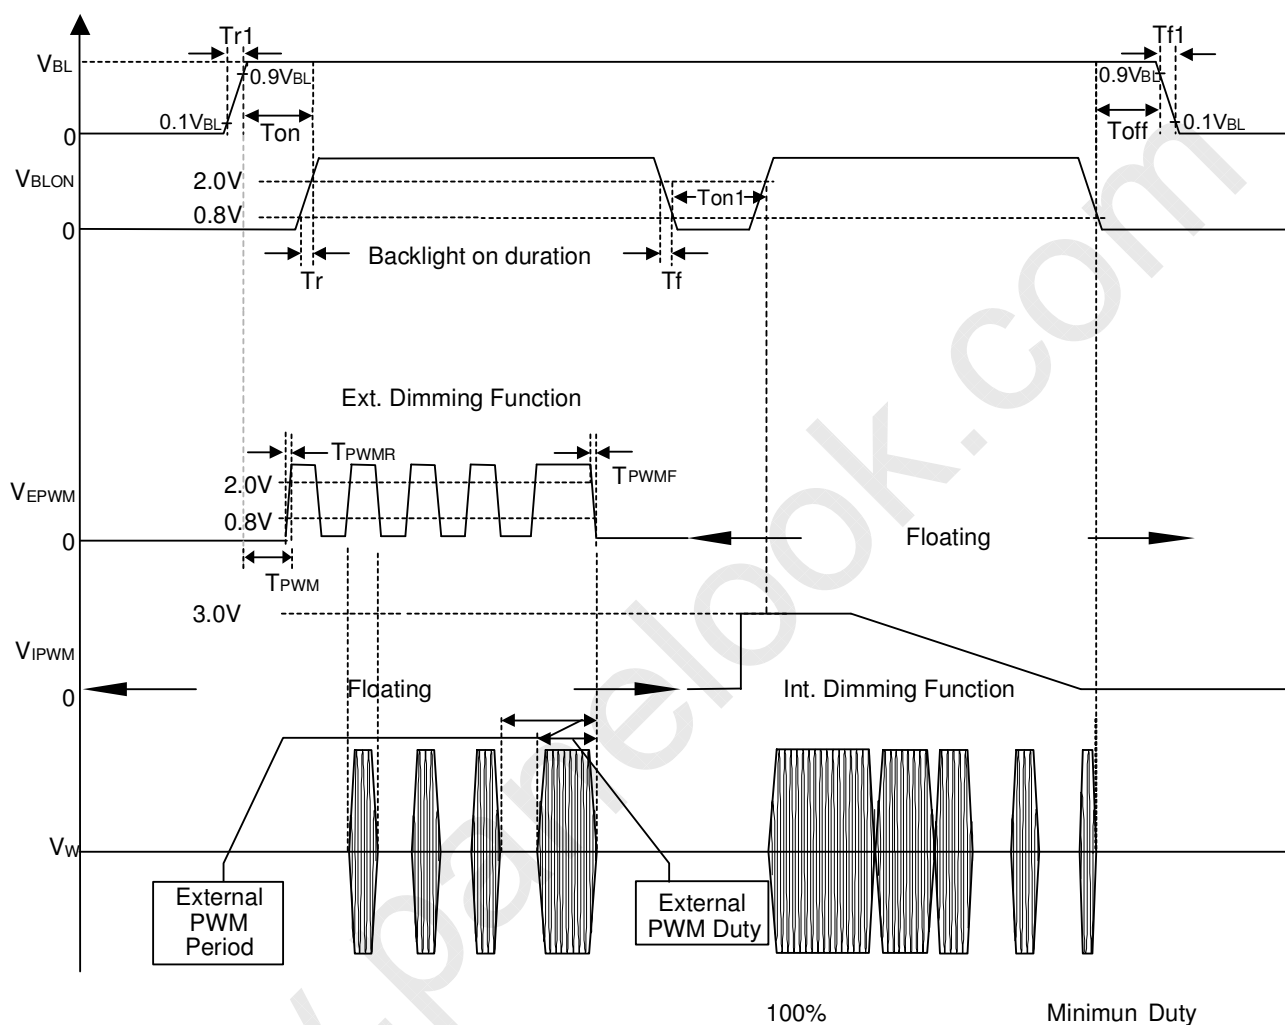 Tr1
Tf1
VBL
0.9VBL
0.9VBL
0.1VBL
Ton
Toff
0.1VBL
0
VBLON
2.0V
Ton1
0.8V
0
Backlight on duration
Tr
Tf
Ext. Dimming Function
TPWMR
TPWMF
VEPWM
2.0V
0.8V
0
Floating
TPWM
3.0V
VIPWM
0
Floating
Int. Dimming Function
VW
External
PWM
Period
External
PWM Duty
100%
Minimun Duty
.panelook.com